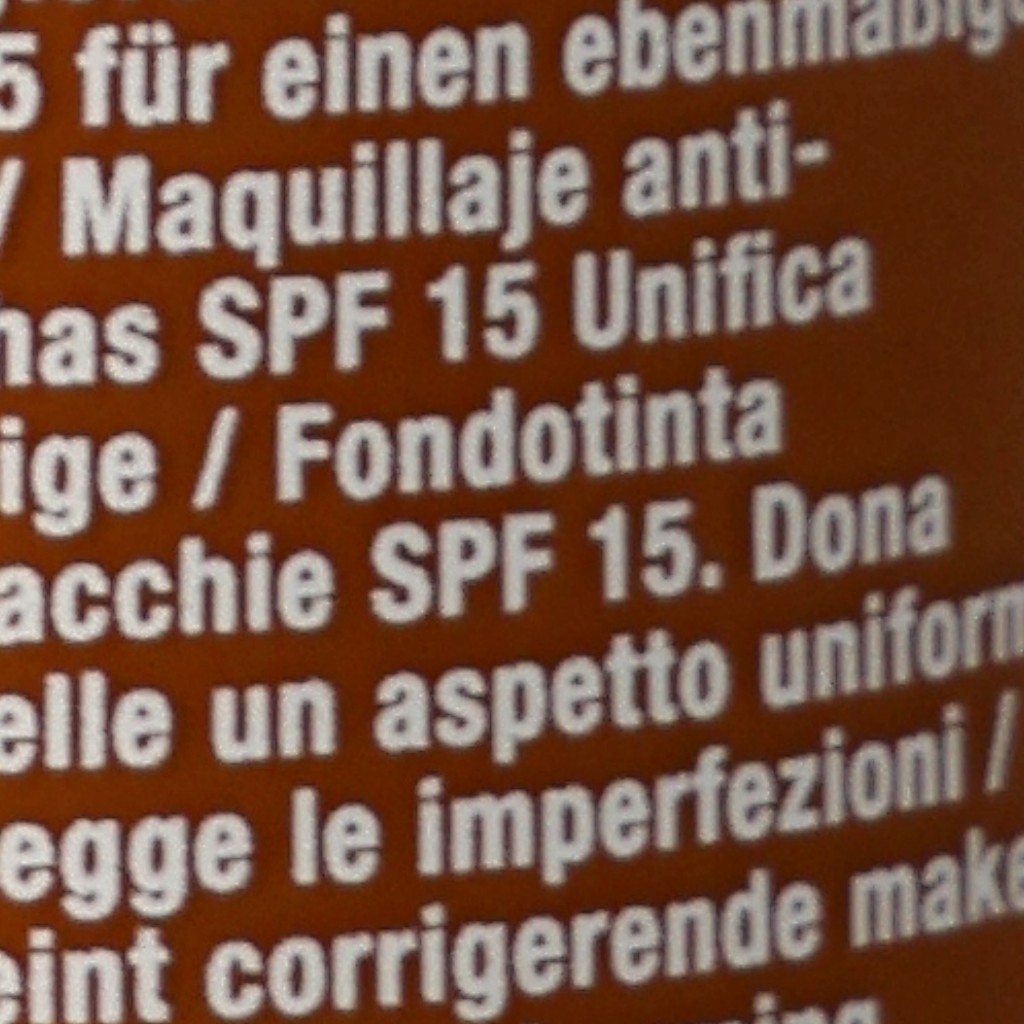 5 für einen ebenmäßige
/ Maquillaje anti-
has SPF 15 Unifica
ige / Fondotinta
acchie SPF 15. Dona
elle un aspetto uniform
egge le imperfezioni /
eint corrigerende make